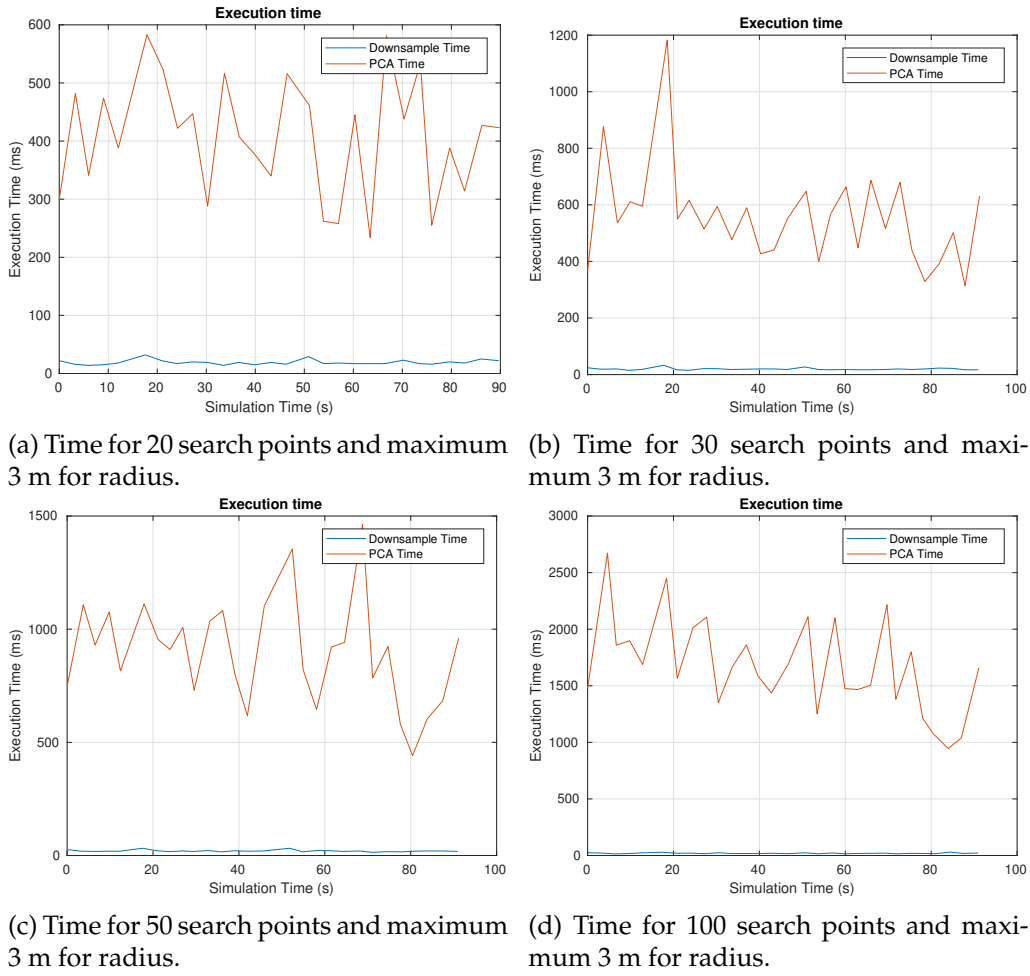 Execution time
600
500
400
300
200
100
0
Execution Time (ms)
Downsample Time
PCA Time
0 10 20 30 40 50 60 70 80 90
Simulation Time (s)
(a) Time for 20 search points and maximum
3 m for radius.
Execution time
1200
1000
800
600
400
200
0
Execution Time (ms)
Downsample Time
PCA Time
0 20 40 60 80 100
Simulation Time (s)
(b) Time for 30 search points and maxi-
mum 3 m for radius.
Execution time
1500
1000
500
0
Execution Time (ms)
Downsample Time
PCA Time
0 20 40 60 80 100
Simulation Time (s)
(c) Time for 50 search points and maximum
3 m for radius.
Execution time
3000
2500
2000
1500
1000
500
0
Execution Time (ms)
Downsample Time
PCA Time
0 20 40 60 80 100
Simulation Time (s)
(d) Time for 100 search points and maxi-
mum 3 m for radius.